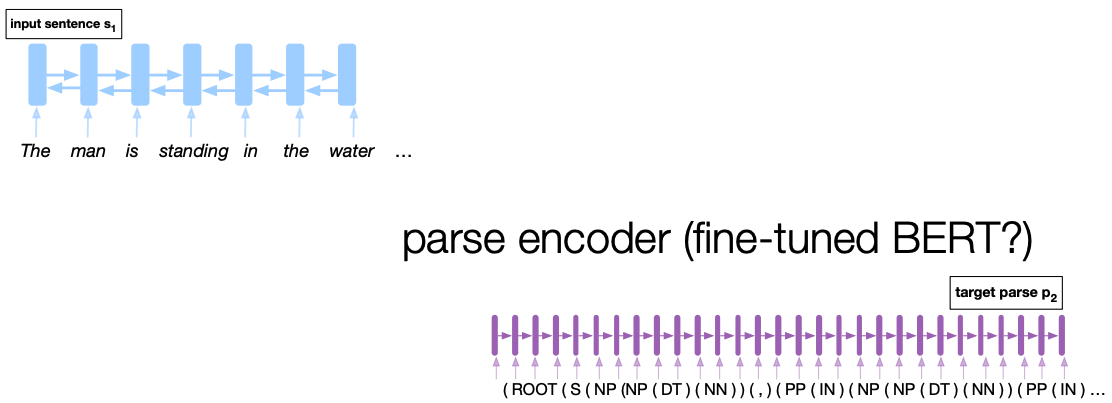 input sentence s1
The man is standing in the water ...
parse encoder (fine-tuned BERT?)
target parse p2
( ROOT ( S ( NP (NP ( DT ) ( NN ) ) ( , ) ( PP ( IN ) ( NP ( NP ( DT ) ( NN ) ) ( PP ( IN ) ...